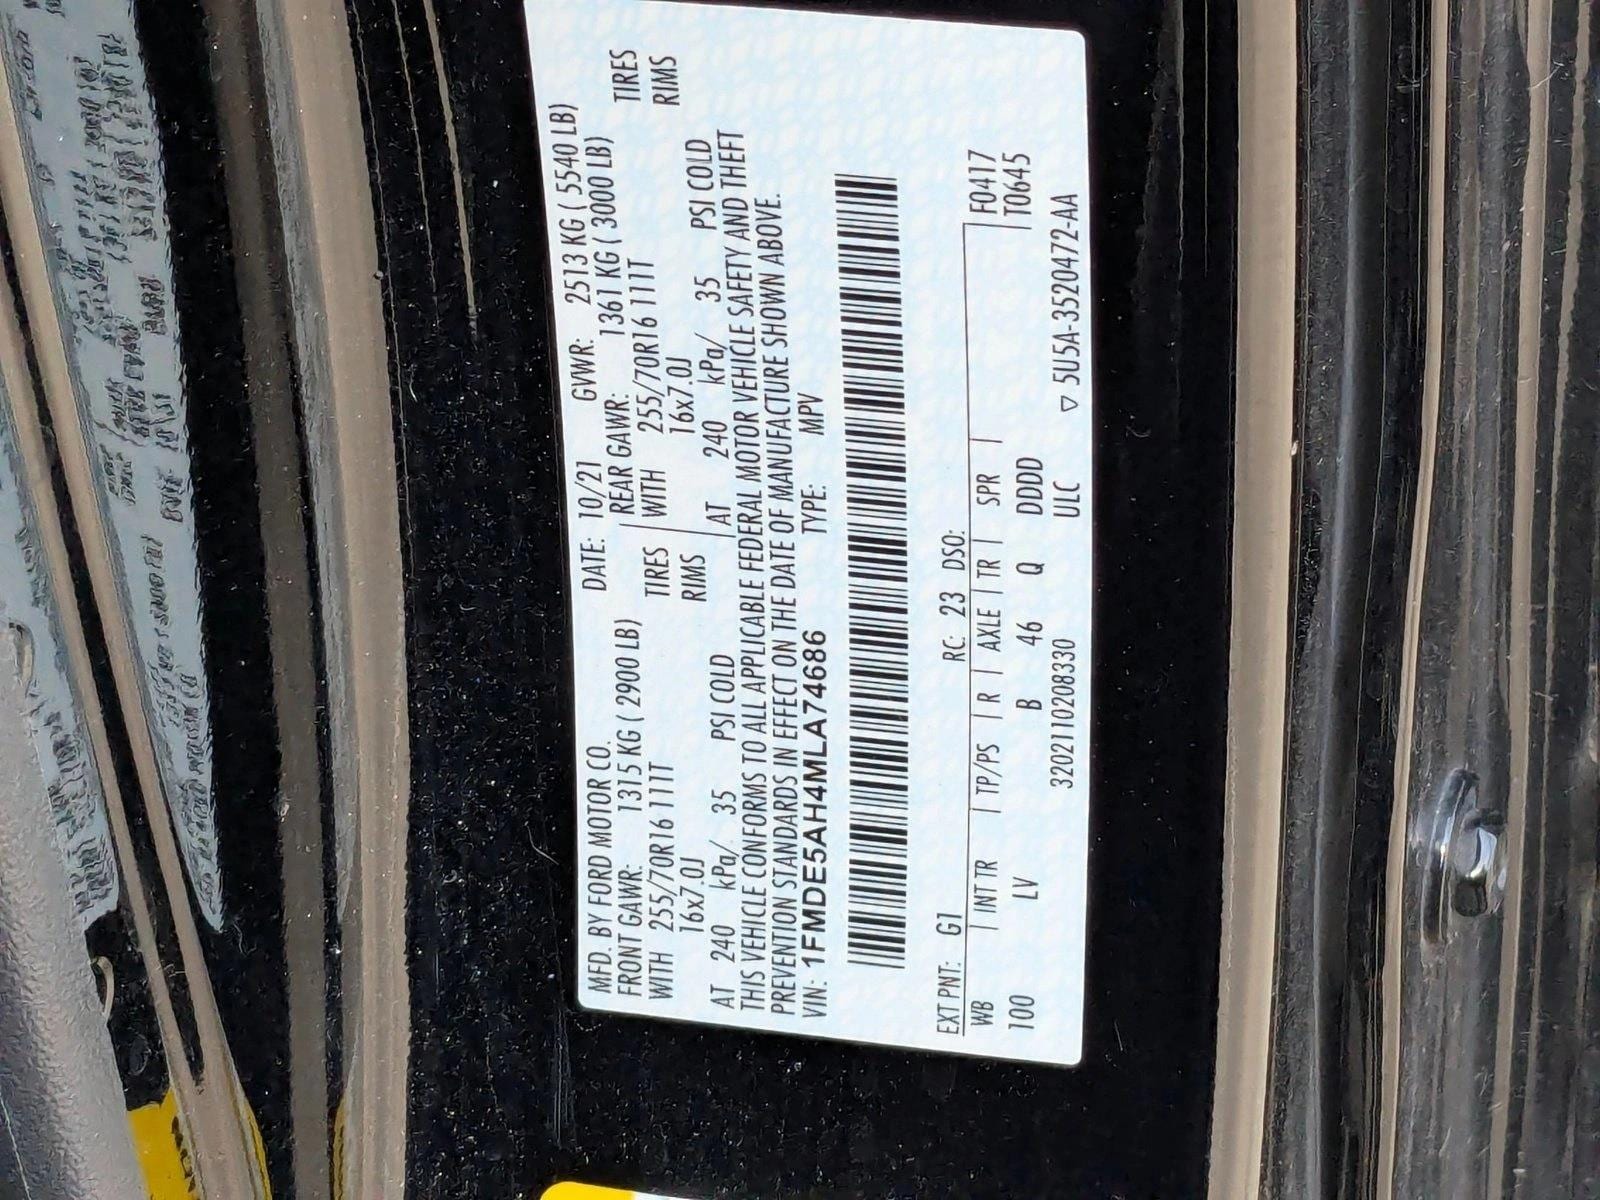 MFD. BY FORD MOTOR CO. DATE: 10/21 GVWR: 2513 KG ( 5540 LB)
FRONT GAWR: 1315 KG ( 2900 LB) REAR GAWR: 1361 KG ( 3000 LB)
WITH 255/70R16 111T TIRES WITH 255/70R16 111T TIRES
16x7.0J RIMS 16x7.0J RIMS
AT 240 kPa/ 35 PSI COLD AT 240 kPa/ 35 PSI COLD
THIS VEHICLE CONFORMS TO ALL APPLICABLE FEDERAL MOTOR VEHICLE SAFETY AND THEFT
PREVENTION STANDARDS IN EFFECT ON THE DATE OF MANUFACTURE SHOWN ABOVE.
VIN: 1FMDE5AH4MLA74686 TYPE: MPV
EXT PNT: G1 RC: 23 DSO:
WB | INT TR | TP/PS | R | AXLE | TR | SPR | F0417
100 LV B 46 Q DDDD T0645
3202110208330 ULC ▽ 5U5A-3520472-AA